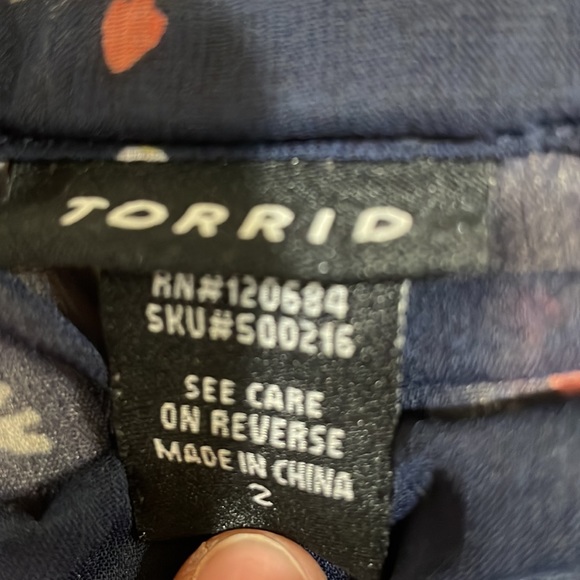 TORRID
RN#120684
SKU#500216
SEE CARE
ON REVERSE
MADE IN CHINA
2